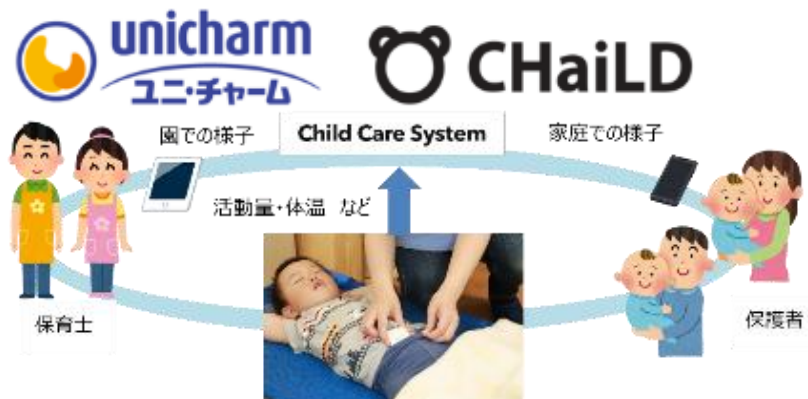 unicharm
ユニ・チャーム
CHaiLD
園での様子
Child Care System
家庭での様子
活動量・体温 など
保育士
保護者